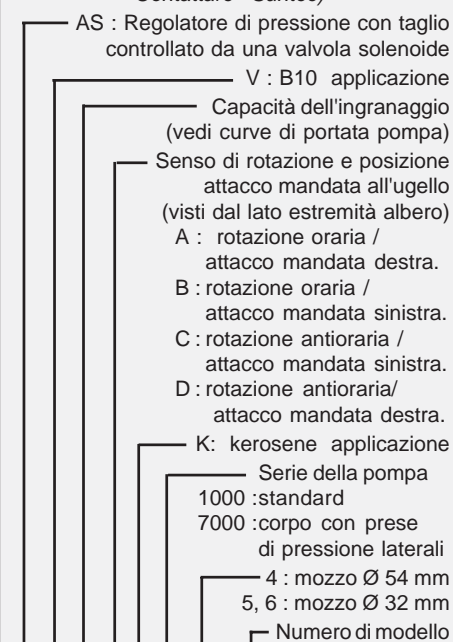 AS : Regolatore di pressione con taglio
controllato da una valvola solenoide
V : B10 applicazione
Capacità dell'ingranaggio
(vedi curve di portata pompa)
Senso di rotazione e posizione
attacco mandata all'ugello
(visti dal lato estremità albero)
A : rotazione oraria /
attacco mandata destra.
B : rotazione oraria /
attacco mandata sinistra.
C : rotazione antioraria /
attacco mandata sinistra.
D : rotazione antioraria/
attacco mandata destra.
K: kerosene applicazione
Serie della pompa
1000 :standard
7000 :corpo con prese
di pressione laterali
4 : mozzo Ø 54 mm
5, 6 : mozzo Ø 32 mm
Numero di modello